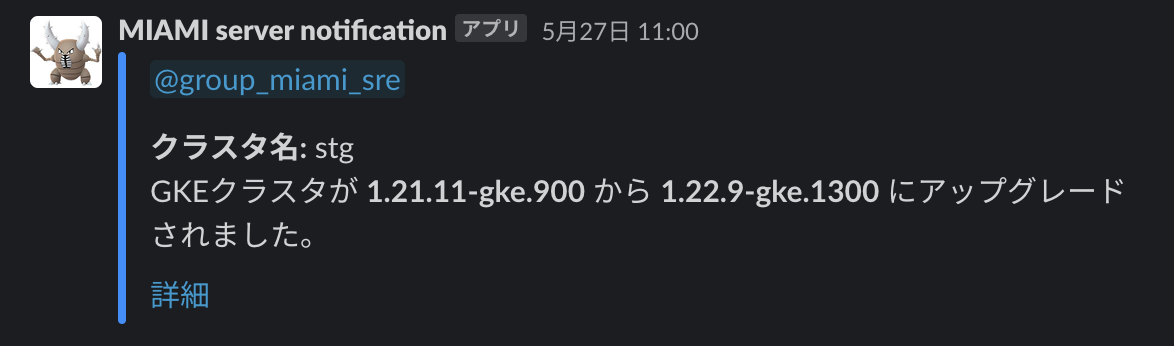 MIAMI server notification アプリ 5月27日 11:00
@group_miami_sre
クラスタ名: stg
GKEクラスタが 1.21.11-gke.900 から 1.22.9-gke.1300 にアップグレード
されました。
詳細